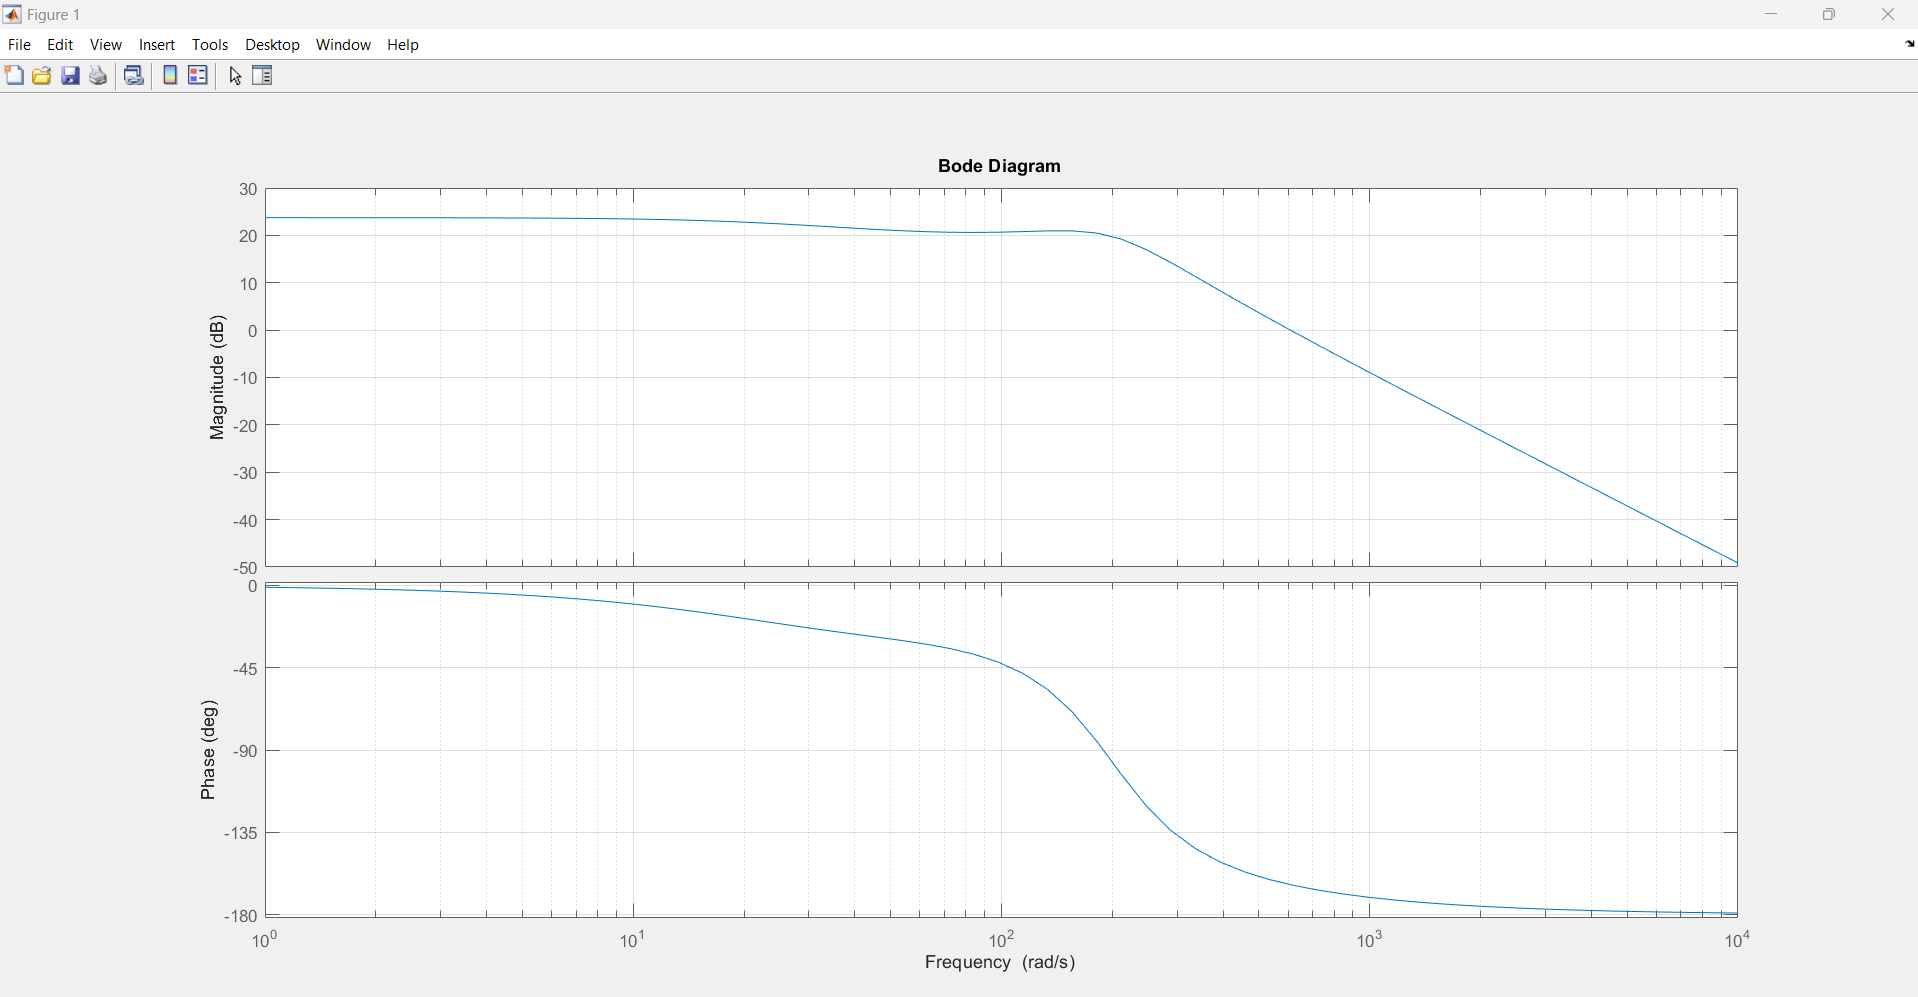 Figure 1
File Edit View Insert Tools Desktop Window Help
Bode Diagram
Magnitude (dB)
30
20
10
0
-10
-20
-30
-40
-50
Phase (deg)
0
-45
-90
-135
-180
10^0 10^1 10^2 10^3 10^4
Frequency (rad/s)